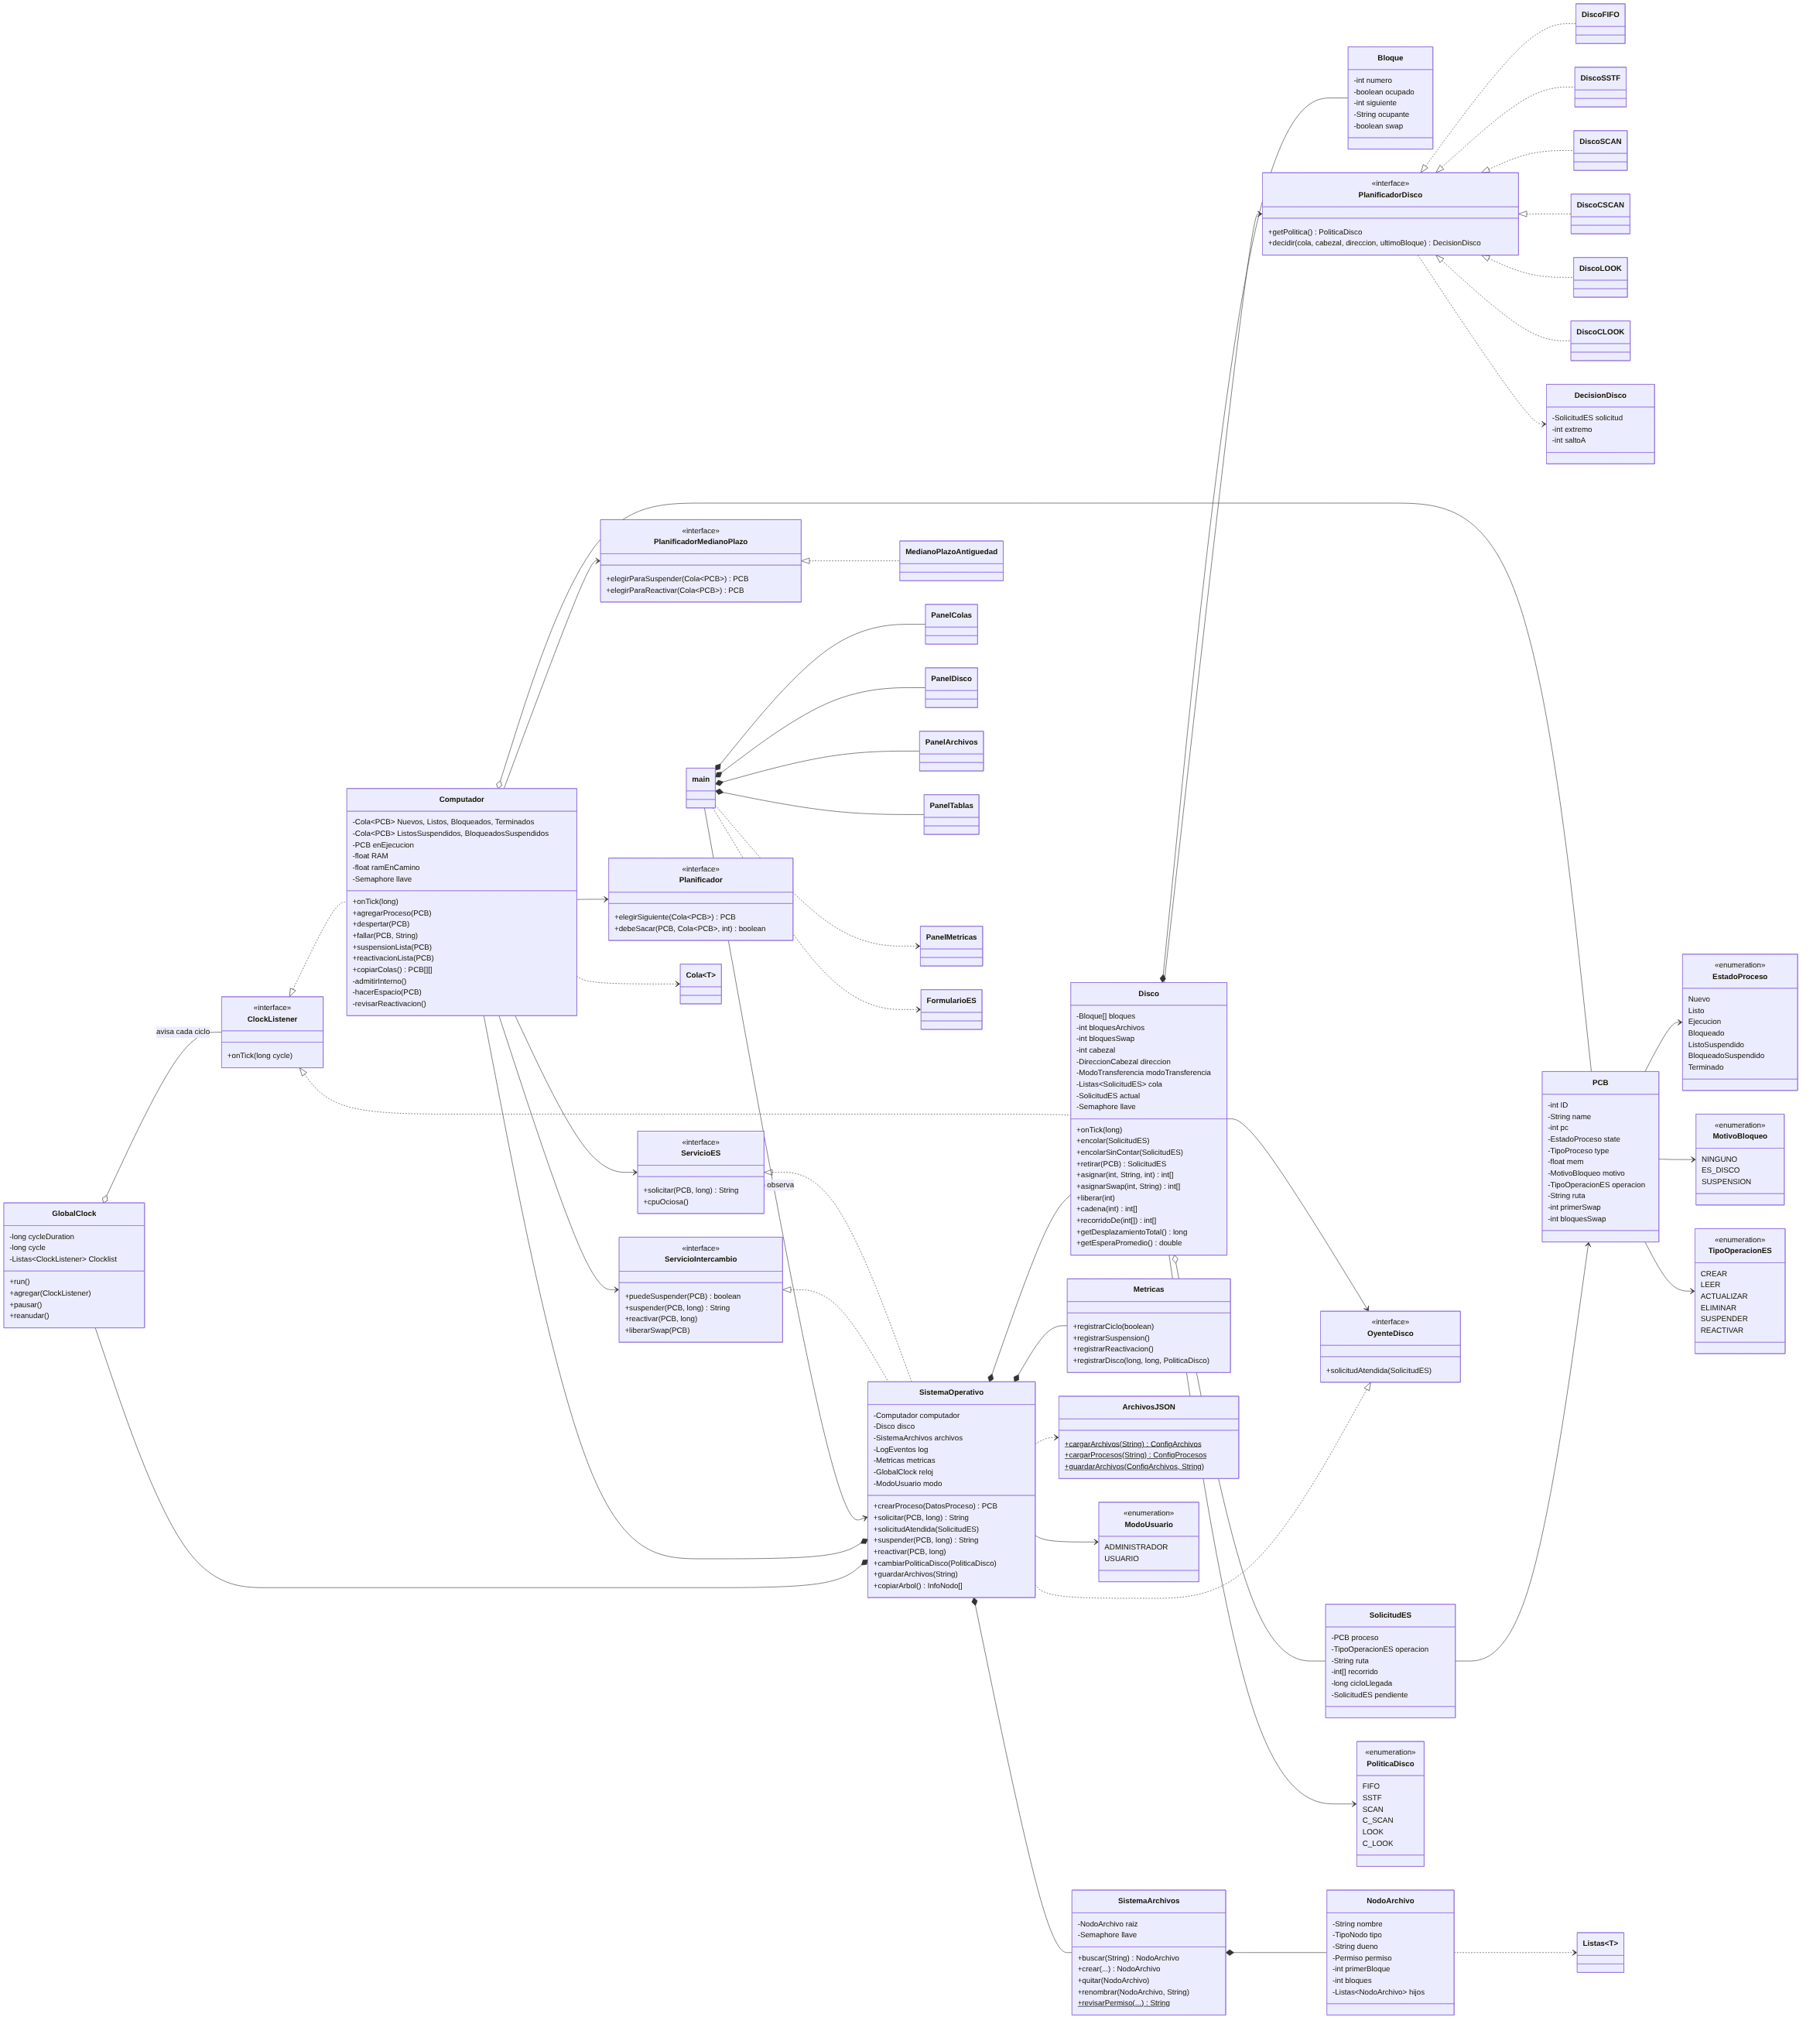 DiscoFIFO
Bloque
-int numero
-boolean ocupado
-int siguiente
-String ocupante
-boolean swap
DiscoSSTF
DiscoSCAN
«interface»
PlanificadorDisco
+getPolitica() : PoliticaDisco
+decidir(cola, cabezal, direccion, ultimoBloque) : DecisionDisco
DiscoCSCAN
DiscoLOOK
DiscoCLOOK
DecisionDisco
-SolicitudES solicitud
-int extremo
-int saltoA
«interface»
PlanificadorMedianoPlazo
+elegirParaSuspender(Cola<PCB>) : PCB
+elegirParaReactivar(Cola<PCB>) : PCB
MedianoPlazoAntiguedad
PanelColas
PanelDisco
PanelArchivos
PanelTablas
main
Computador
-Cola<PCB> Nuevos, Listos, Bloqueados, Terminados
-Cola<PCB> ListosSuspendidos, BloqueadosSuspendidos
-PCB enEjecucion
-float RAM
-float ramEnCamino
-Semaphore llave
+onTick(long)
+agregarProceso(PCB)
+despertar(PCB)
+fallar(PCB, String)
+suspensionLista(PCB)
+reactivacionLista(PCB)
+copiarColas() : PCB[][]
-admitirInterno()
-hacerEspacio(PCB)
-revisarReactivacion()
«interface»
Planificador
+elegirSiguiente(Cola<PCB>) : PCB
+debeSacar(PCB, Cola<PCB>, int) : boolean
PanelMetricas
Cola<T>
FormularioES
«interface»
ClockListener
+onTick(long cycle)
avisa cada ciclo
Disco
-Bloque[] bloques
-int bloquesArchivos
-int bloquesSwap
-int cabezal
-DireccionCabezal direccion
-ModoTransferencia modoTransferencia
-Listas<SolicitudES> cola
-SolicitudES actual
-Semaphore llave
+onTick(long)
+encolar(SolicitudES)
+encolarSinContar(SolicitudES)
+retirar(PCB) : SolicitudES
+asignar(int, String, int) : int[]
+asignarSwap(int, String) : int[]
+liberar(int)
+cadena(int) : int[]
+recorridoDe(int[]) : int[]
+getDesplazamientoTotal() : long
+getEsperaPromedio() : double
«enumeration»
EstadoProceso
Nuevo
Listo
Ejecucion
Bloqueado
ListoSuspendido
BloqueadoSuspendido
Terminado
PCB
-int ID
-String name
-int pc
-EstadoProceso state
-TipoProceso type
-float mem
-MotivoBloqueo motivo
-TipoOperacionES operacion
-String ruta
-int primerSwap
-int bloquesSwap
«enumeration»
MotivoBloqueo
NINGUNO
ES_DISCO
SUSPENSION
«enumeration»
TipoOperacionES
CREAR
LEER
ACTUALIZAR
ELIMINAR
SUSPENDER
REACTIVAR
«interface»
ServicioES
+solicitar(PCB, long) : String
+cpuOciosa()
observa
GlobalClock
-long cycleDuration
-long cycle
-Listas<ClockListener> Clocklist
+run()
+agregar(ClockListener)
+pausar()
+reanudar()
«interface»
ServicioIntercambio
+puedeSuspender(PCB) : boolean
+suspender(PCB, long) : String
+reactivar(PCB, long)
+liberarSwap(PCB)
Metricas
+registrarCiclo(boolean)
+registrarSuspension()
+registrarReactivacion()
+registrarDisco(long, long, PoliticaDisco)
«interface»
OyenteDisco
+solicitudAtendida(SolicitudES)
SistemaOperativo
-Computador computador
-Disco disco
-SistemaArchivos archivos
-LogEventos log
-Metricas metricas
-GlobalClock reloj
-ModoUsuario modo
+crearProceso(DatosProceso) : PCB
+solicitar(PCB, long) : String
+solicitudAtendida(SolicitudES)
+suspender(PCB, long) : String
+reactivar(PCB, long)
+cambiarPoliticaDisco(PoliticaDisco)
+guardarArchivos(String)
+copiarArbol() : InfoNodo[]
ArchivosJSON
+cargarArchivos(String) : ConfigArchivos
+cargarProcesos(String) : ConfigProcesos
+guardarArchivos(ConfigArchivos, String)
«enumeration»
ModoUsuario
ADMINISTRADOR
USUARIO
SolicitudES
-PCB proceso
-TipoOperacionES operacion
-String ruta
-int[] recorrido
-long cicloLlegada
-SolicitudES pendiente
«enumeration»
PoliticaDisco
FIFO
SSTF
SCAN
C_SCAN
LOOK
C_LOOK
SistemaArchivos
-NodoArchivo raiz
-Semaphore llave
+buscar(String) : NodoArchivo
+crear(...) : NodoArchivo
+quitar(NodoArchivo)
+renombrar(NodoArchivo, String)
+revisarPermiso(...) : String
NodoArchivo
-String nombre
-TipoNodo tipo
-String dueno
-Permiso permiso
-int primerBloque
-int bloques
-Listas<NodoArchivo> hijos
Listas<T>